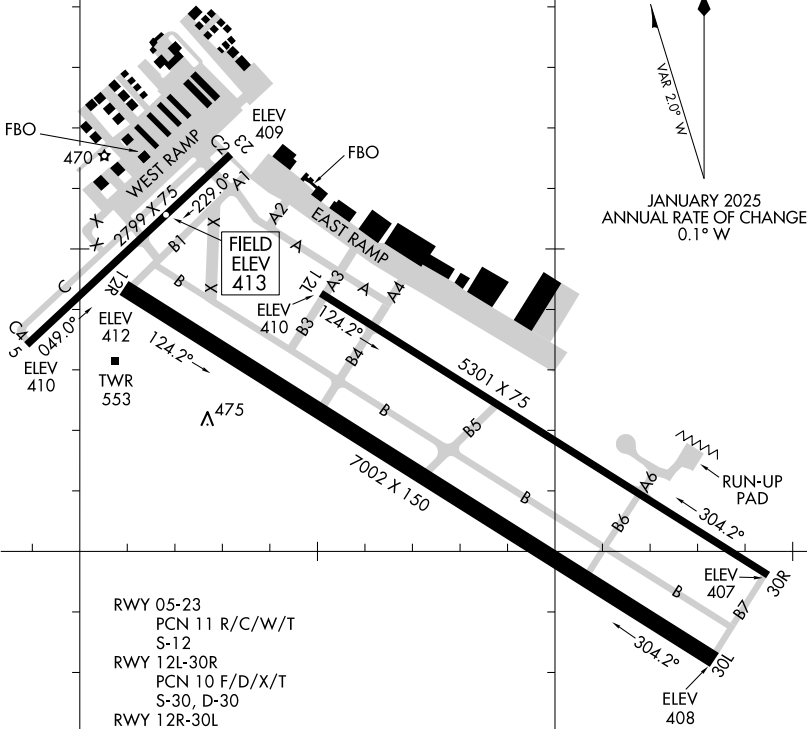 VAR 2.0° W
JANUARY 2025
ANNUAL RATE OF CHANGE
0.1° W
FBO
470
WEST RAMP
ELEV
409
23
C2
FBO
EAST RAMP
2799 X 75
229.0°
A1
A2
X
X
X
X
B1
A
A
FIELD
ELEV
413
C
B
12R
12L
A3
A4
C4
5
049.0°
ELEV
410
ELEV
412
ELEV
410
B3
B4
124.2°
124.2°
TWR
553
475
5301 X 75
B
B5
7002 X 150
B
A6
B6
RUN-UP
PAD
304.2°
B
ELEV
407
30R
B7
304.2°
30L
ELEV
408
RWY 05-23
PCN 11 R/C/W/T
S-12
RWY 12L-30R
PCN 10 F/D/X/T
S-30, D-30
RWY 12R-30L